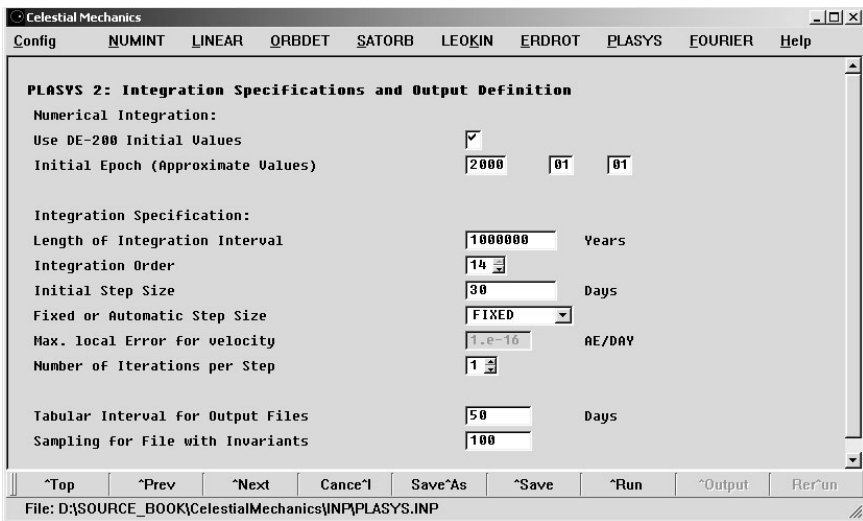 Celestial Mechanics
Config NUMINT LINEAR ORBDET SATORB LEOKIN ERDROT PLASYS FOURIER Help
PLASYS 2: Integration Specifications and Output Definition
Numerical Integration:
Use DE-200 Initial Values
Initial Epoch (Approximate Values) 2000 01 01
Integration Specification:
Length of Integration Interval 1000000 Years
Integration Order 14
Initial Step Size 30 Days
Fixed or Automatic Step Size FIXED
Max. local Error for velocity 1.e-16 AE/DAY
Number of Iterations per Step 1
Tabular Interval for Output Files 50 Days
Sampling for File with Invariants 100
^Top ^Prev ^Next Cance^l Save^As ^Save ^Run ^Output Rer^un
File: D:\SOURCE_BOOK\CelestialMechanics\INP\PLASYS.INP